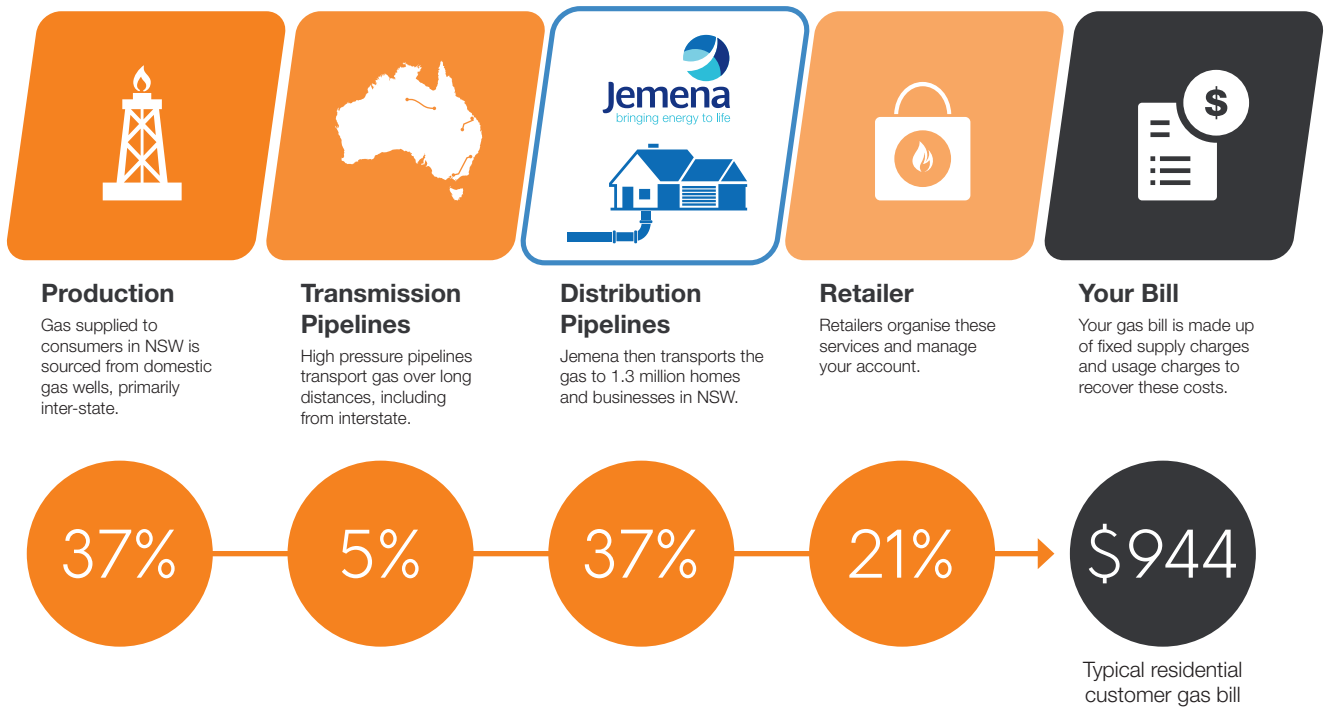 Jemena
bringing energy to life
$
Production
Gas supplied to
consumers in NSW is
sourced from domestic
gas wells, primarily
inter-state.
Transmission
Pipelines
High pressure pipelines
transport gas over long
distances, including
from interstate.
Distribution
Pipelines
Jemena then transports the
gas to 1.3 million homes
and businesses in NSW.
Retailer
Retailers organise these
services and manage
your account.
Your Bill
Your gas bill is made up
of fixed supply charges
and usage charges to
recover these costs.
37%
5%
37%
21%
$944
Typical residential
customer gas bill